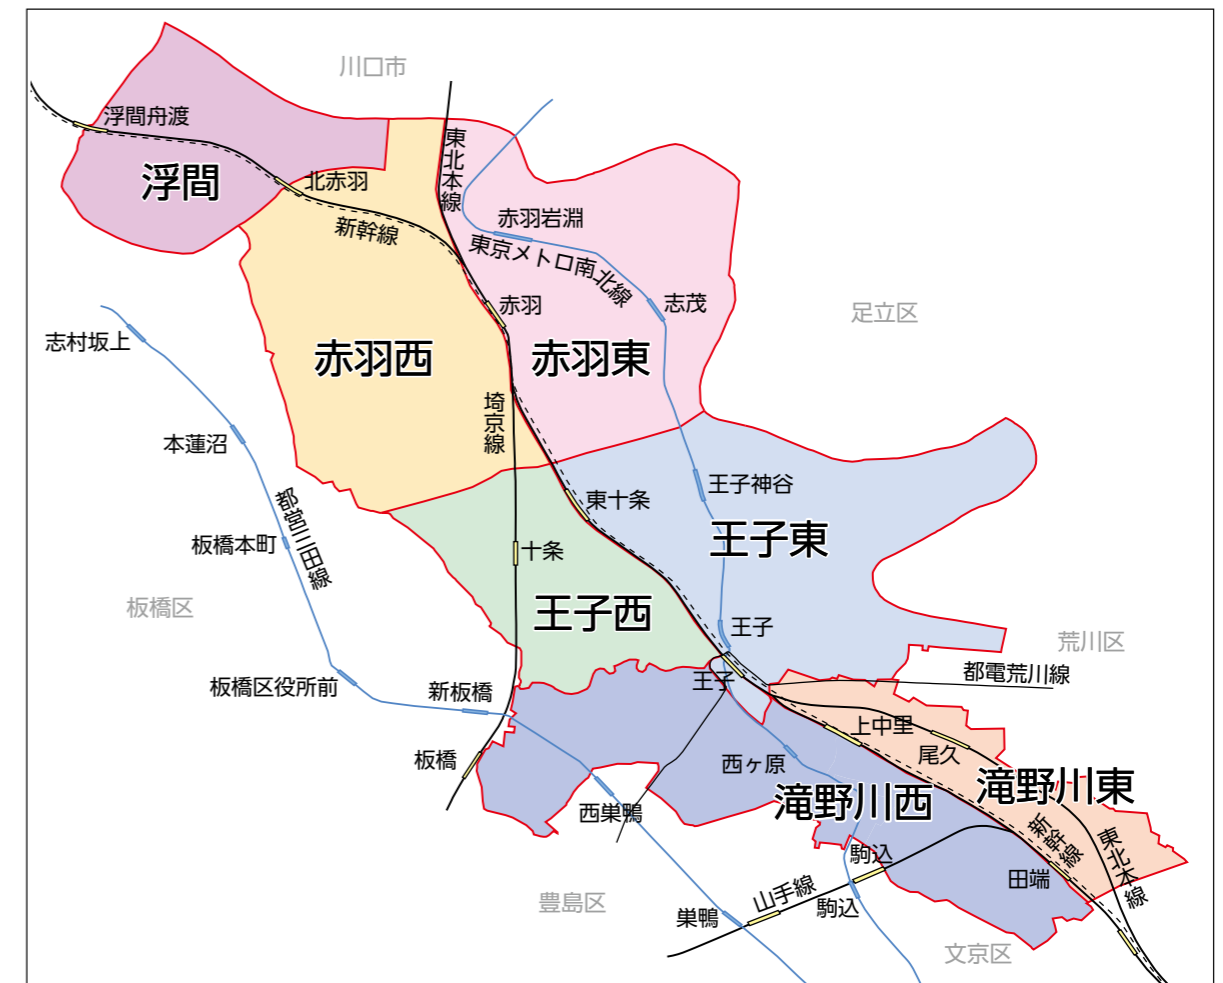 川口市
浮間舟渡
東北本線
浮間
北赤羽
赤羽岩淵
新幹線
東京メトロ南北線
赤羽
志茂
足立区
志村坂上
赤羽西
赤羽東
埼京線
本蓮沼
王子神谷
都営三田線
東十条
王子東
板橋本町
十条
板橋区
王子西
王子
荒川区
都電荒川線
王子
板橋区役所前
新板橋
上中里
尾久
板橋
西ヶ原
滝野川東
滝野川西
西巣鴨
新幹線
東北本線
駒込
田端
山手線
豊島区
駒込
巣鴨
文京区